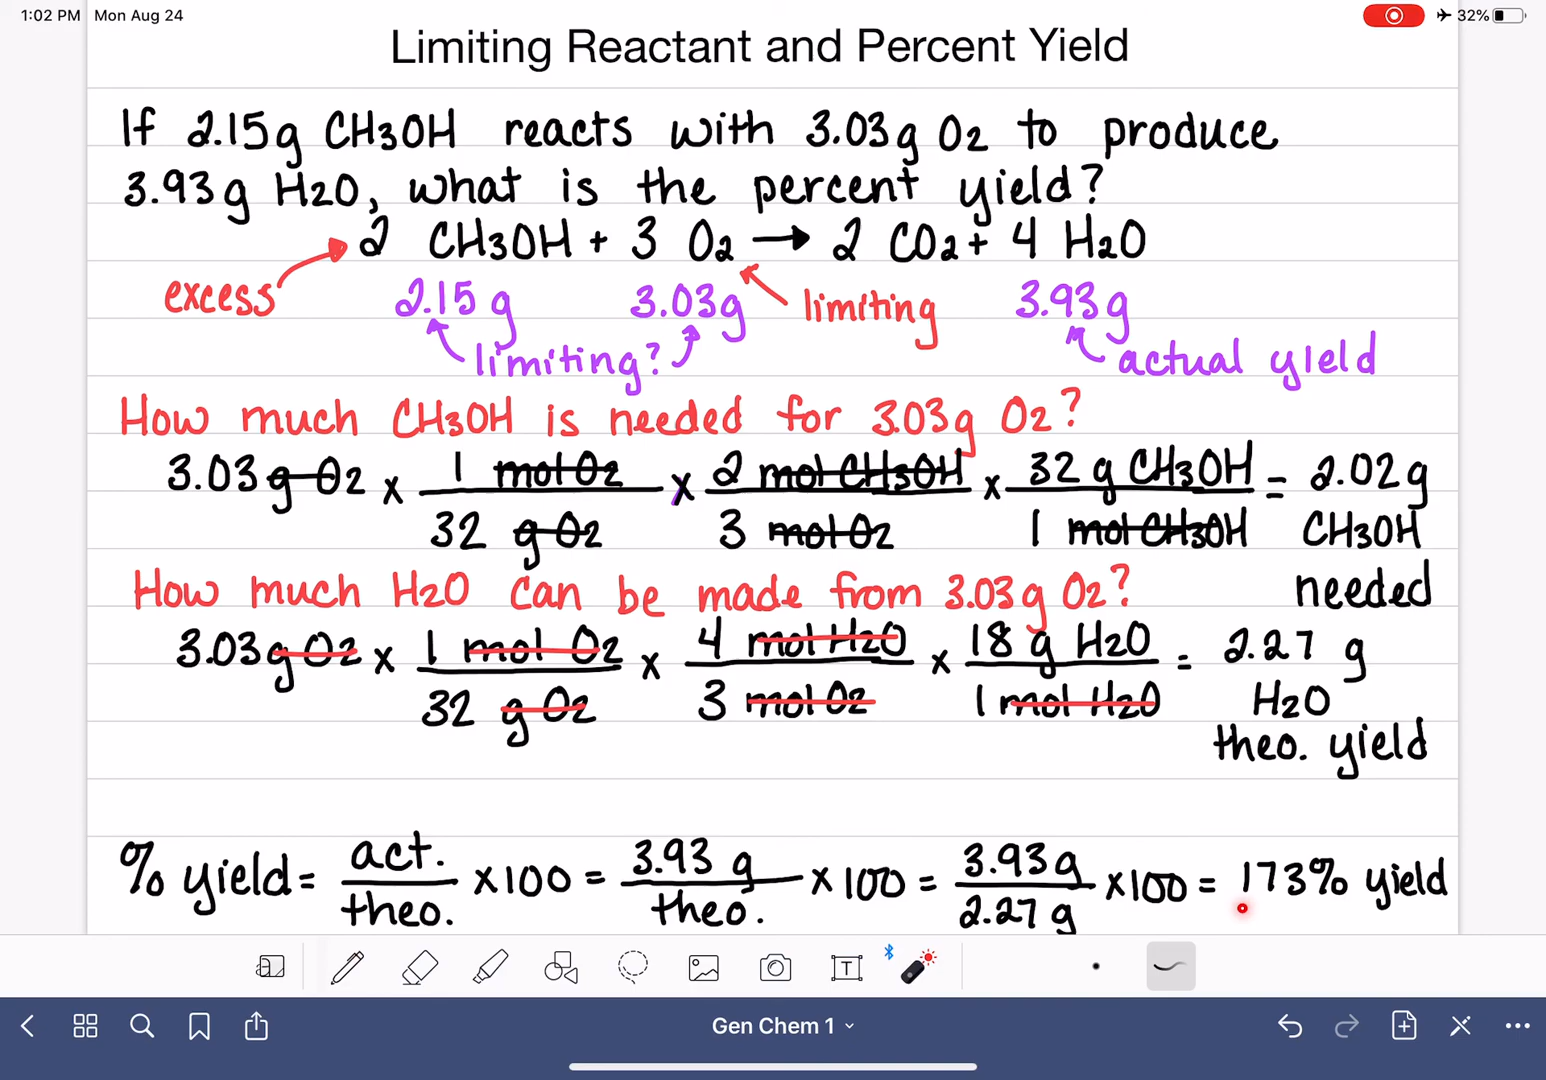 1:02 PM Mon Aug 24
32%
Limiting Reactant and Percent Yield
If 2.15g CH3OH reacts with 3.03g O2 to produce
3.93g H2O, what is the percent yield?
2 CH3OH + 3 O2 → 2 CO2 + 4 H2O
excess 2.15 g 3.03g limiting 3.93g
limiting? actual yield
How much CH3OH is needed for 3.03g O2?
3.03 g O2 x 1 mol O2 x 2 mol CH3OH x 32 g CH3OH = 2.02g
32 g O2 3 mol O2 1 mol CH3OH CH3OH
needed
How much H2O can be made from 3.03g O2?
3.03 g O2 x 1 mol O2 x 4 mol H2O x 18 g H2O = 2.27 g
32 g O2 3 mol O2 1 mol H2O H2O
theo. yield
% yield = act. x100 = 3.93 g x 100 = 3.93g x100 = 173% yield
theo. theo. 2.27 g
T
Gen Chem 1